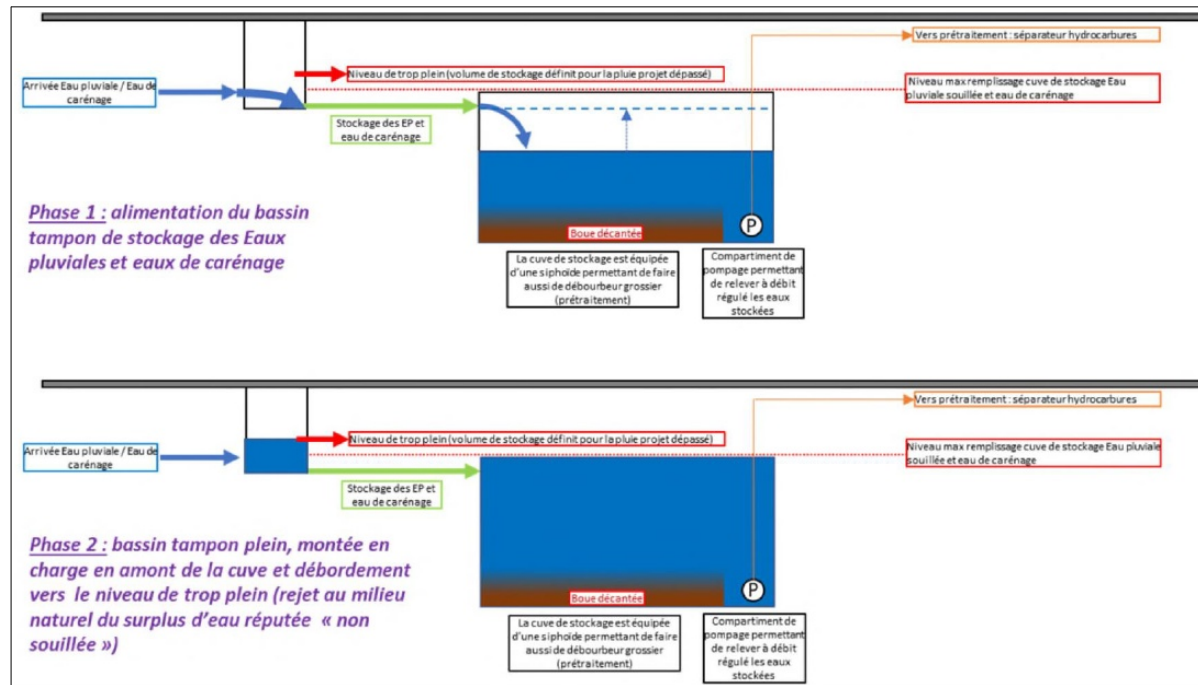 Vers prétraitement : séparateur hydrocarbures
Niveau de trop plein (volume de stockage définit pour la pluie projet dépassé)
Arrivée Eau pluviale / Eau de
carénage
Niveau max remplissage cuve de stockage Eau
pluviale souillée et eau de carénage
Stockage des EP et
eau de carénage
Phase 1 : alimentation du bassin
tampon de stockage des Eaux
pluviales et eaux de carénage
P
Boue décantée
La cuve de stockage est équipée
d'une siphoïde permettant de faire
aussi de débourbeur grossier
(prétraitement)
Compartiment de
pompage permettant
de relever à débit
régulé les eaux
stockées
Vers prétraitement : séparateur hydrocarbures
Niveau de trop plein (volume de stockage définit pour la pluie projet dépassé)
Arrivée Eau pluviale / Eau de
carénage
Niveau max remplissage cuve de stockage Eau pluviale
souillée et eau de carénage
Stockage des EP et
eau de carénage
Phase 2 : bassin tampon plein, montée en
charge en amont de la cuve et débordement
vers le niveau de trop plein (rejet au milieu
naturel du surplus d'eau réputée « non
souillée »)
P
Boue décantée
La cuve de stockage est équipée
d'une siphoïde permettant de faire
aussi de débourbeur grossier
(prétraitement)
Compartiment de
pompage permettant
de relever à débit
régulé les eaux
stockées